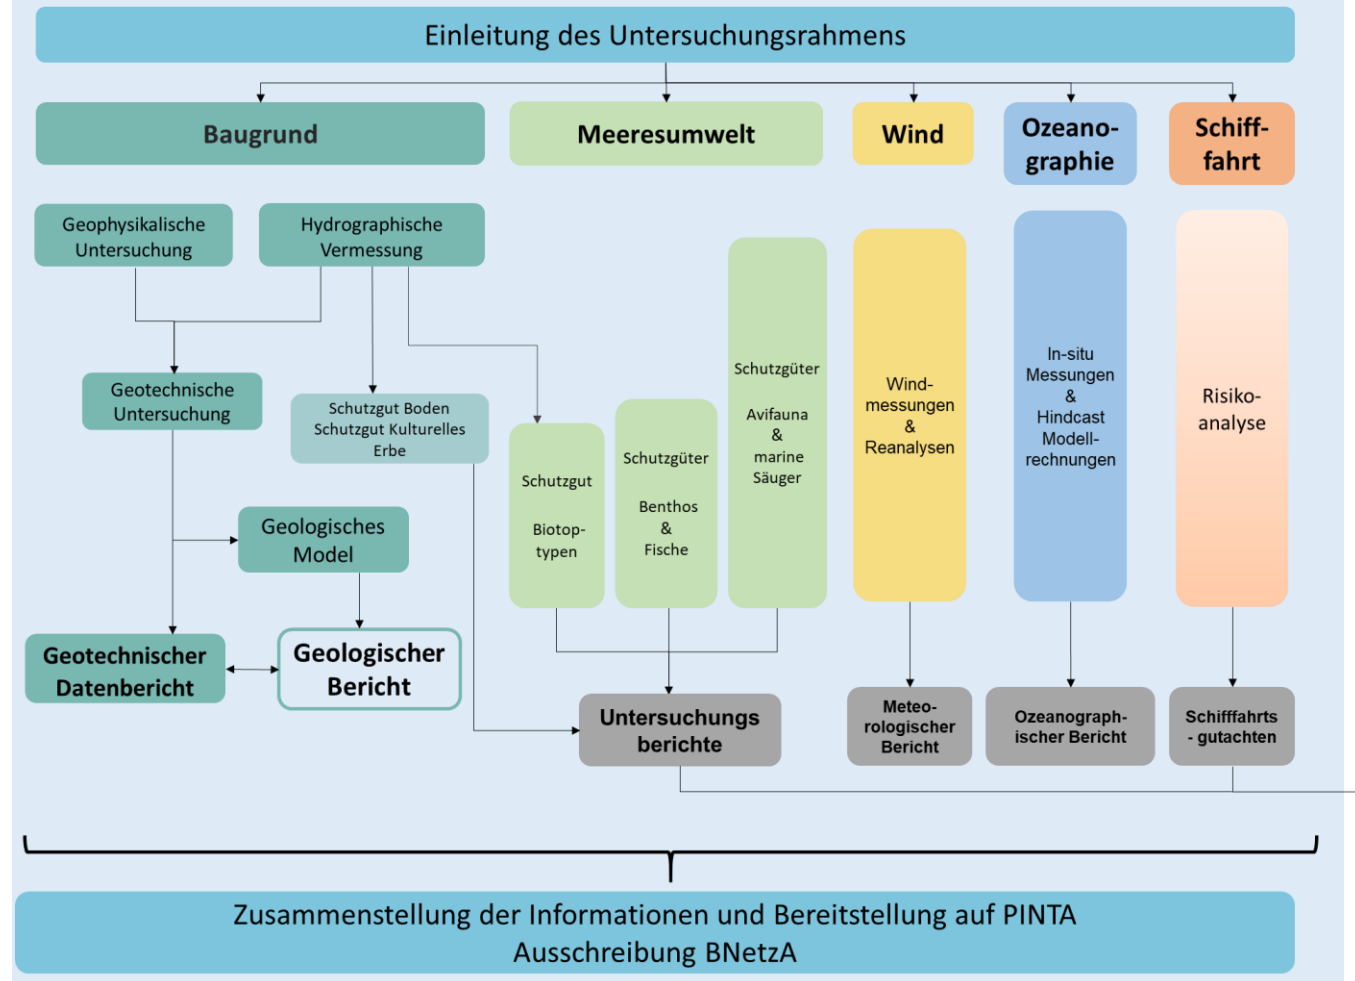 Einleitung des Untersuchungsrahmens
Baugrund
Meeresumwelt
Wind
Ozeano-
graphie
Schiff-
fahrt
Geophysikalische
Untersuchung
Hydrographische
Vermessung
Geotechnische
Untersuchung
Schutzgut Boden
Schutzgut Kulturelles
Erbe
Schutzgut
Biotop-
typen
Schutzgüter
Benthos
&
Fische
Schutzgüter
Avifauna
&
marine
Säuger
Wind-
messungen
&
Reanalysen
In-situ
Messungen
&
Hindcast
Modell-
rechnungen
Risiko-
analyse
Geologisches
Model
Geotechnischer
Datenbericht
Geologischer
Bericht
Untersuchungs
berichte
Meteo-
rologischer
Bericht
Ozeanograph-
ischer Bericht
Schifffahrts
- gutachten
Zusammenstellung der Informationen und Bereitstellung auf PINTA
Ausschreibung BNetzA